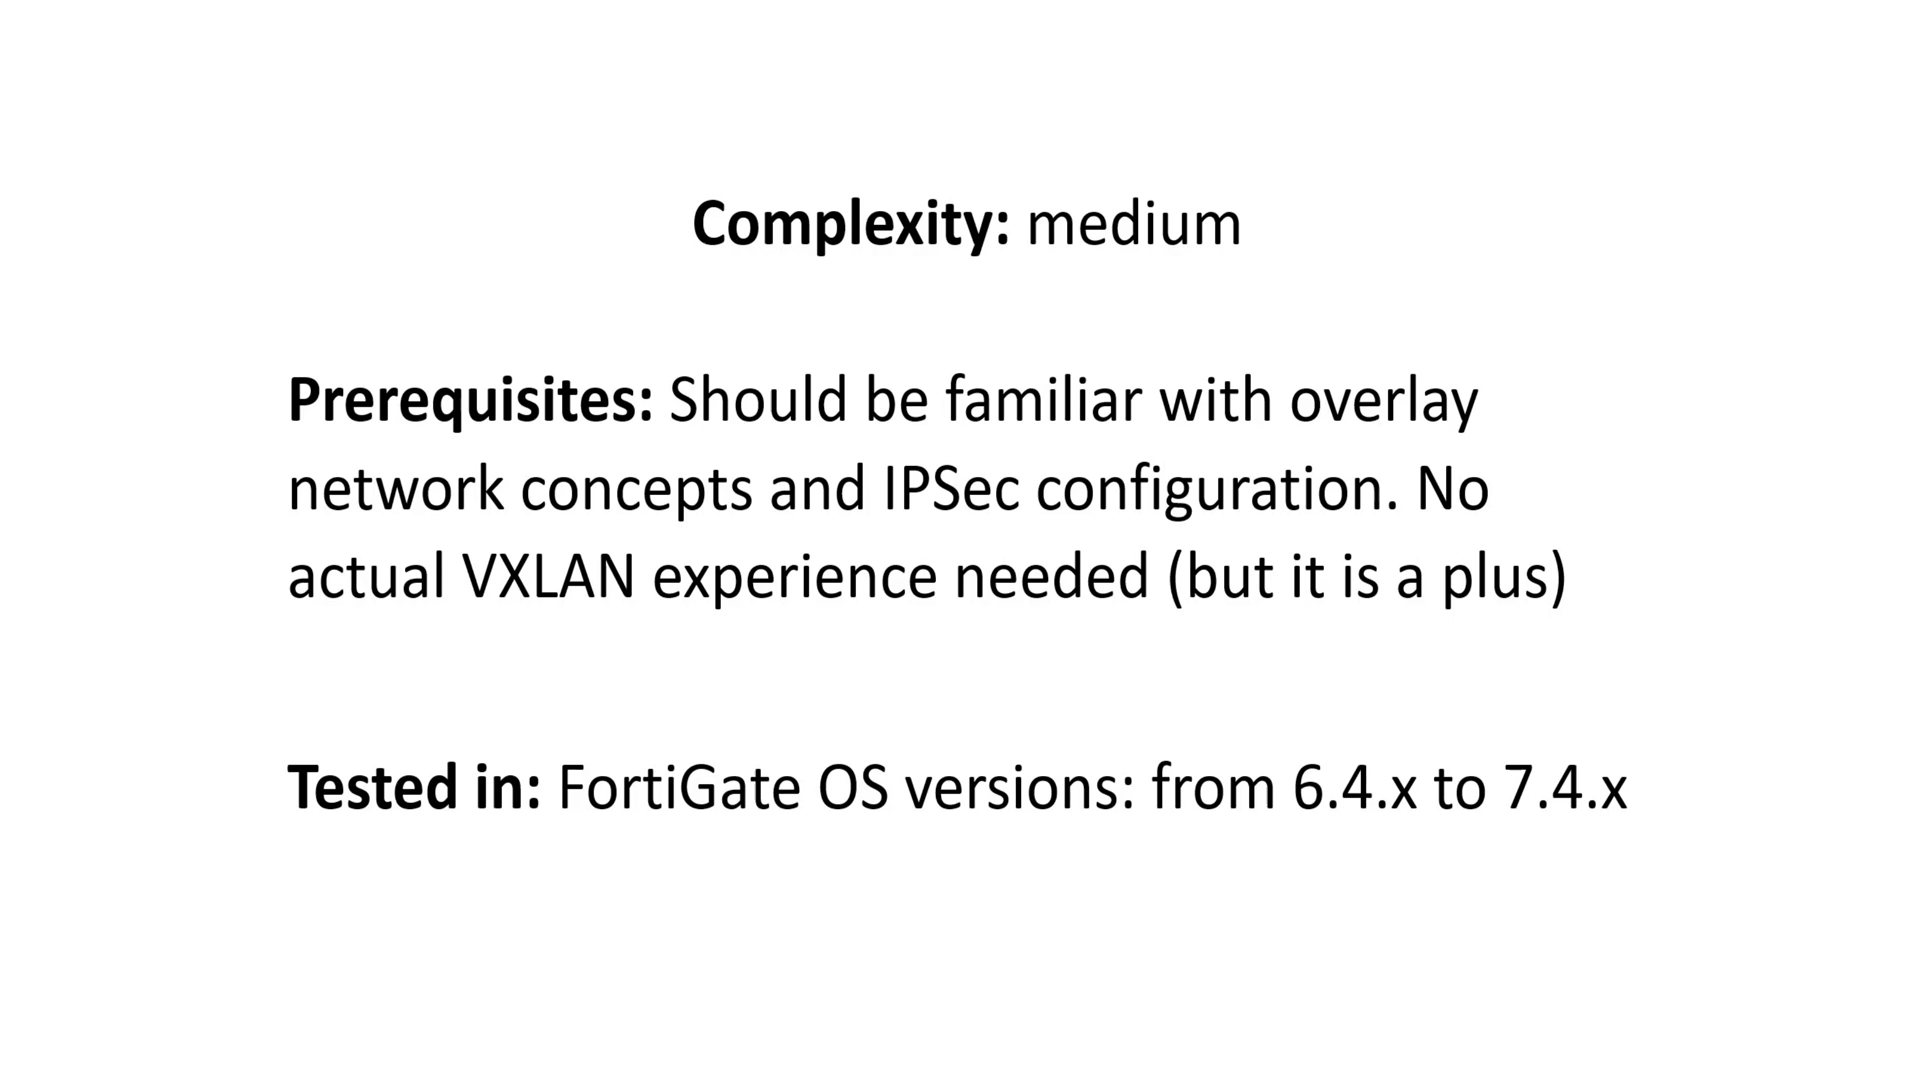 Complexity: medium
Prerequisites: Should be familiar with overlay
network concepts and IPSec configuration. No
actual VXLAN experience needed (but it is a plus)
Tested in: FortiGate OS versions: from 6.4.x to 7.4.x